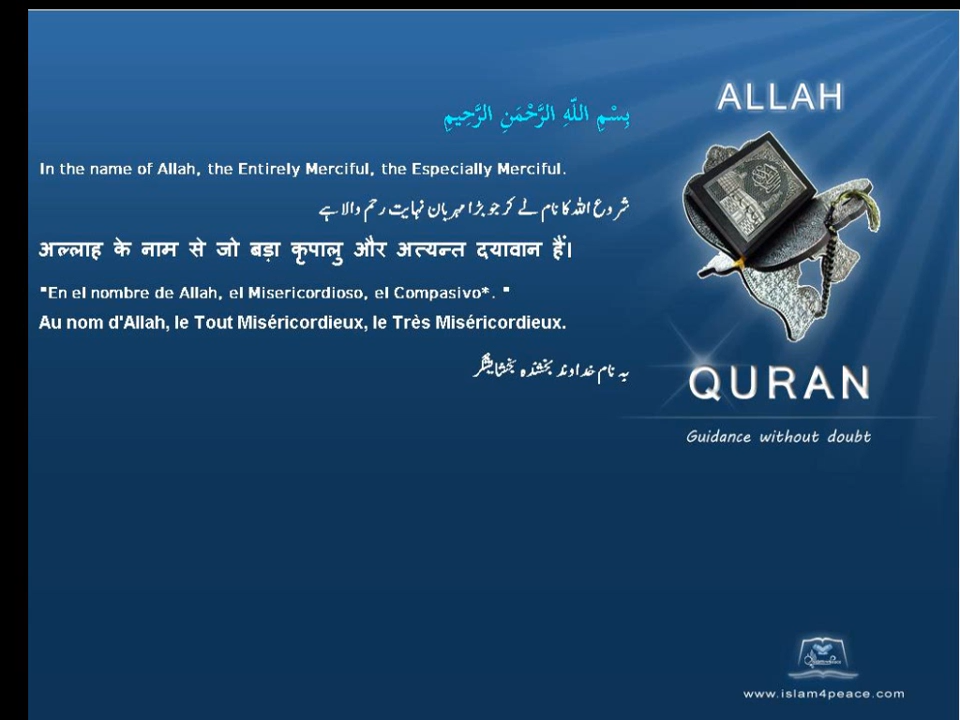 بِسْمِ اللّهِ الرَّحْمَنِ الرَّحِيمِ
In the name of Allah, the Entirely Merciful, the Especially Merciful.
شروع الله کا نام لے کر جو بڑا مہربان نہایت رحم والا ہے
अल्लाह के नाम से जो बड़ा कृपालु और अत्यन्त दयावान हैं।
"En el nombre de Allah, el Misericordioso, el Compasivo*. "
Au nom d'Allah, le Tout Miséricordieux, le Très Miséricordieux.
به نام خداوند بخشنده بخشایشگر
ALLAH
QURAN
Guidance without doubt
www.islam4peace.com